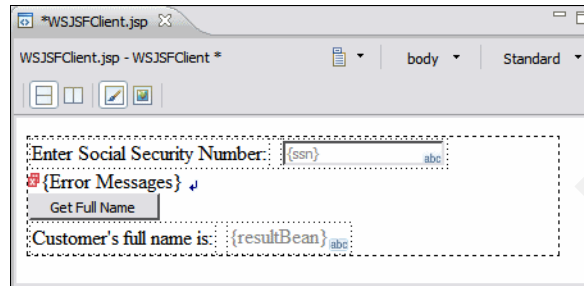 *WSJSFClient.jsp
WSJSFClient.jsp - WSJSFClient * body Standard
Enter Social Security Number: {ssn} abc
{Error Messages}
Get Full Name
Customer's full name is: {resultBean} abc